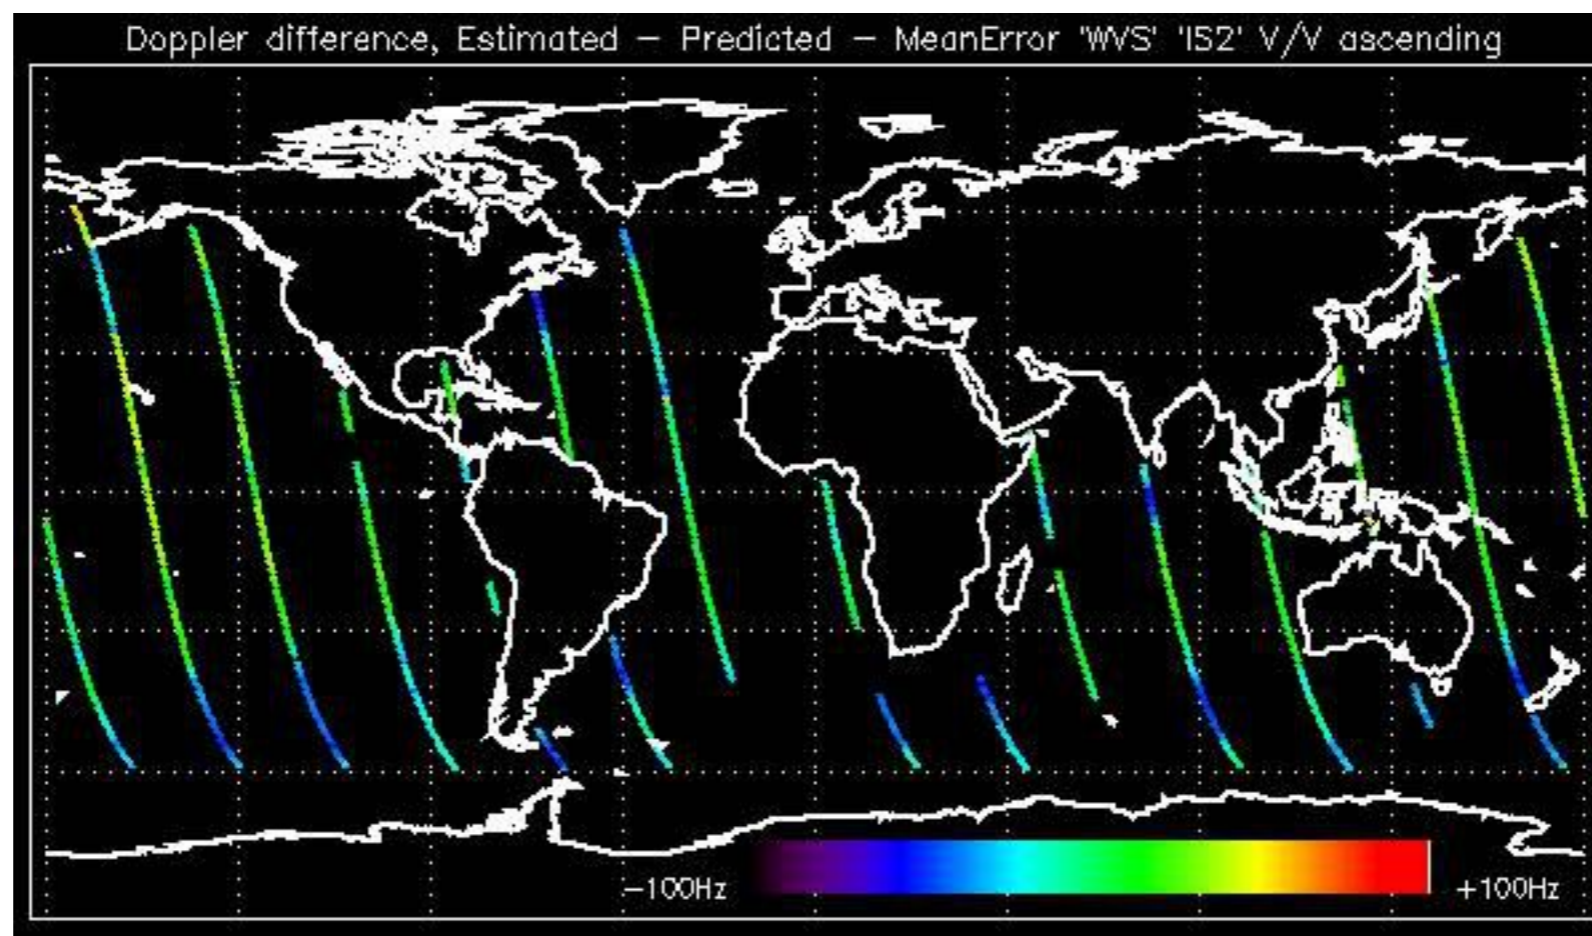 Doppler difference, Estimated — Predicted — MeanError 'WVS' 'IS2' V/V ascending
−100Hz +100Hz